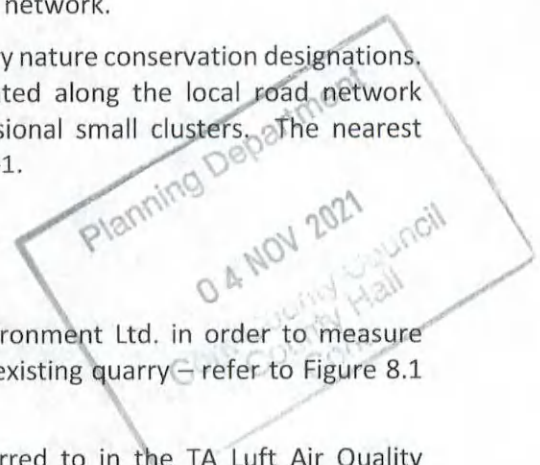 network.
y nature conservation designations.
ted along the local road network
sional small clusters. The nearest
1.
Planning Department
04 NOV 2021
County Council
County Hall
ronment Ltd. in order to measure
existing quarry – refer to Figure 8.1
rred to in the TA Luft Air Quality